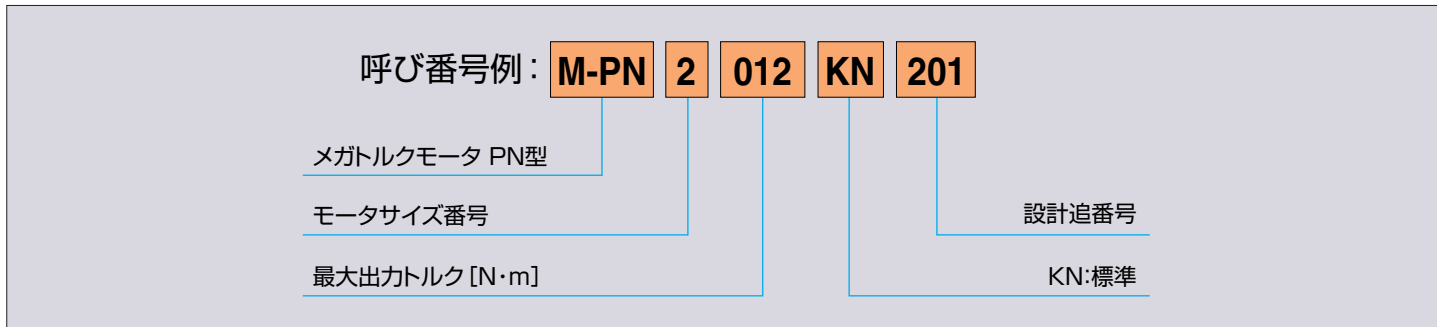 呼び番号例： M-PN 2 012 KN 201
メガトルクモータ PN型
モータサイズ番号
設計追番号
最大出力トルク［N・m］
KN:標準